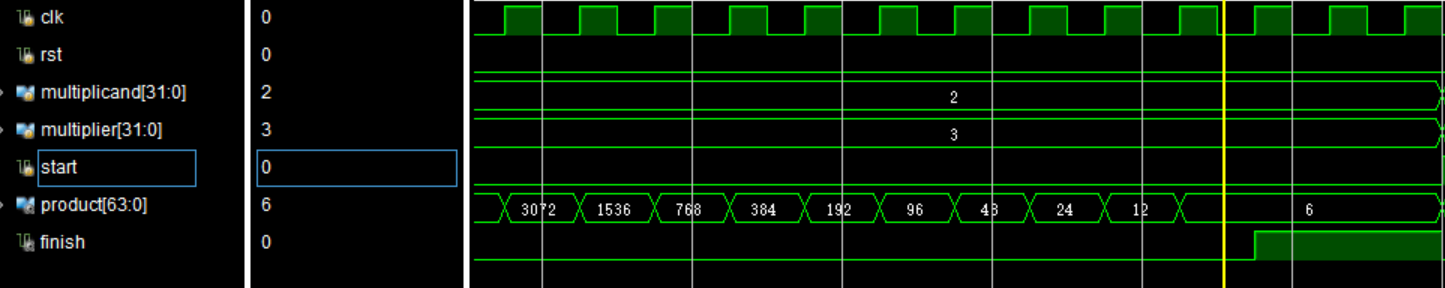 clk 0
rst 0
multiplicand[31:0] 2 2
multiplier[31:0] 3 3
start 0
product[63:0] 6 3072 1536 768 384 192 96 48 24 12 6
finish 0